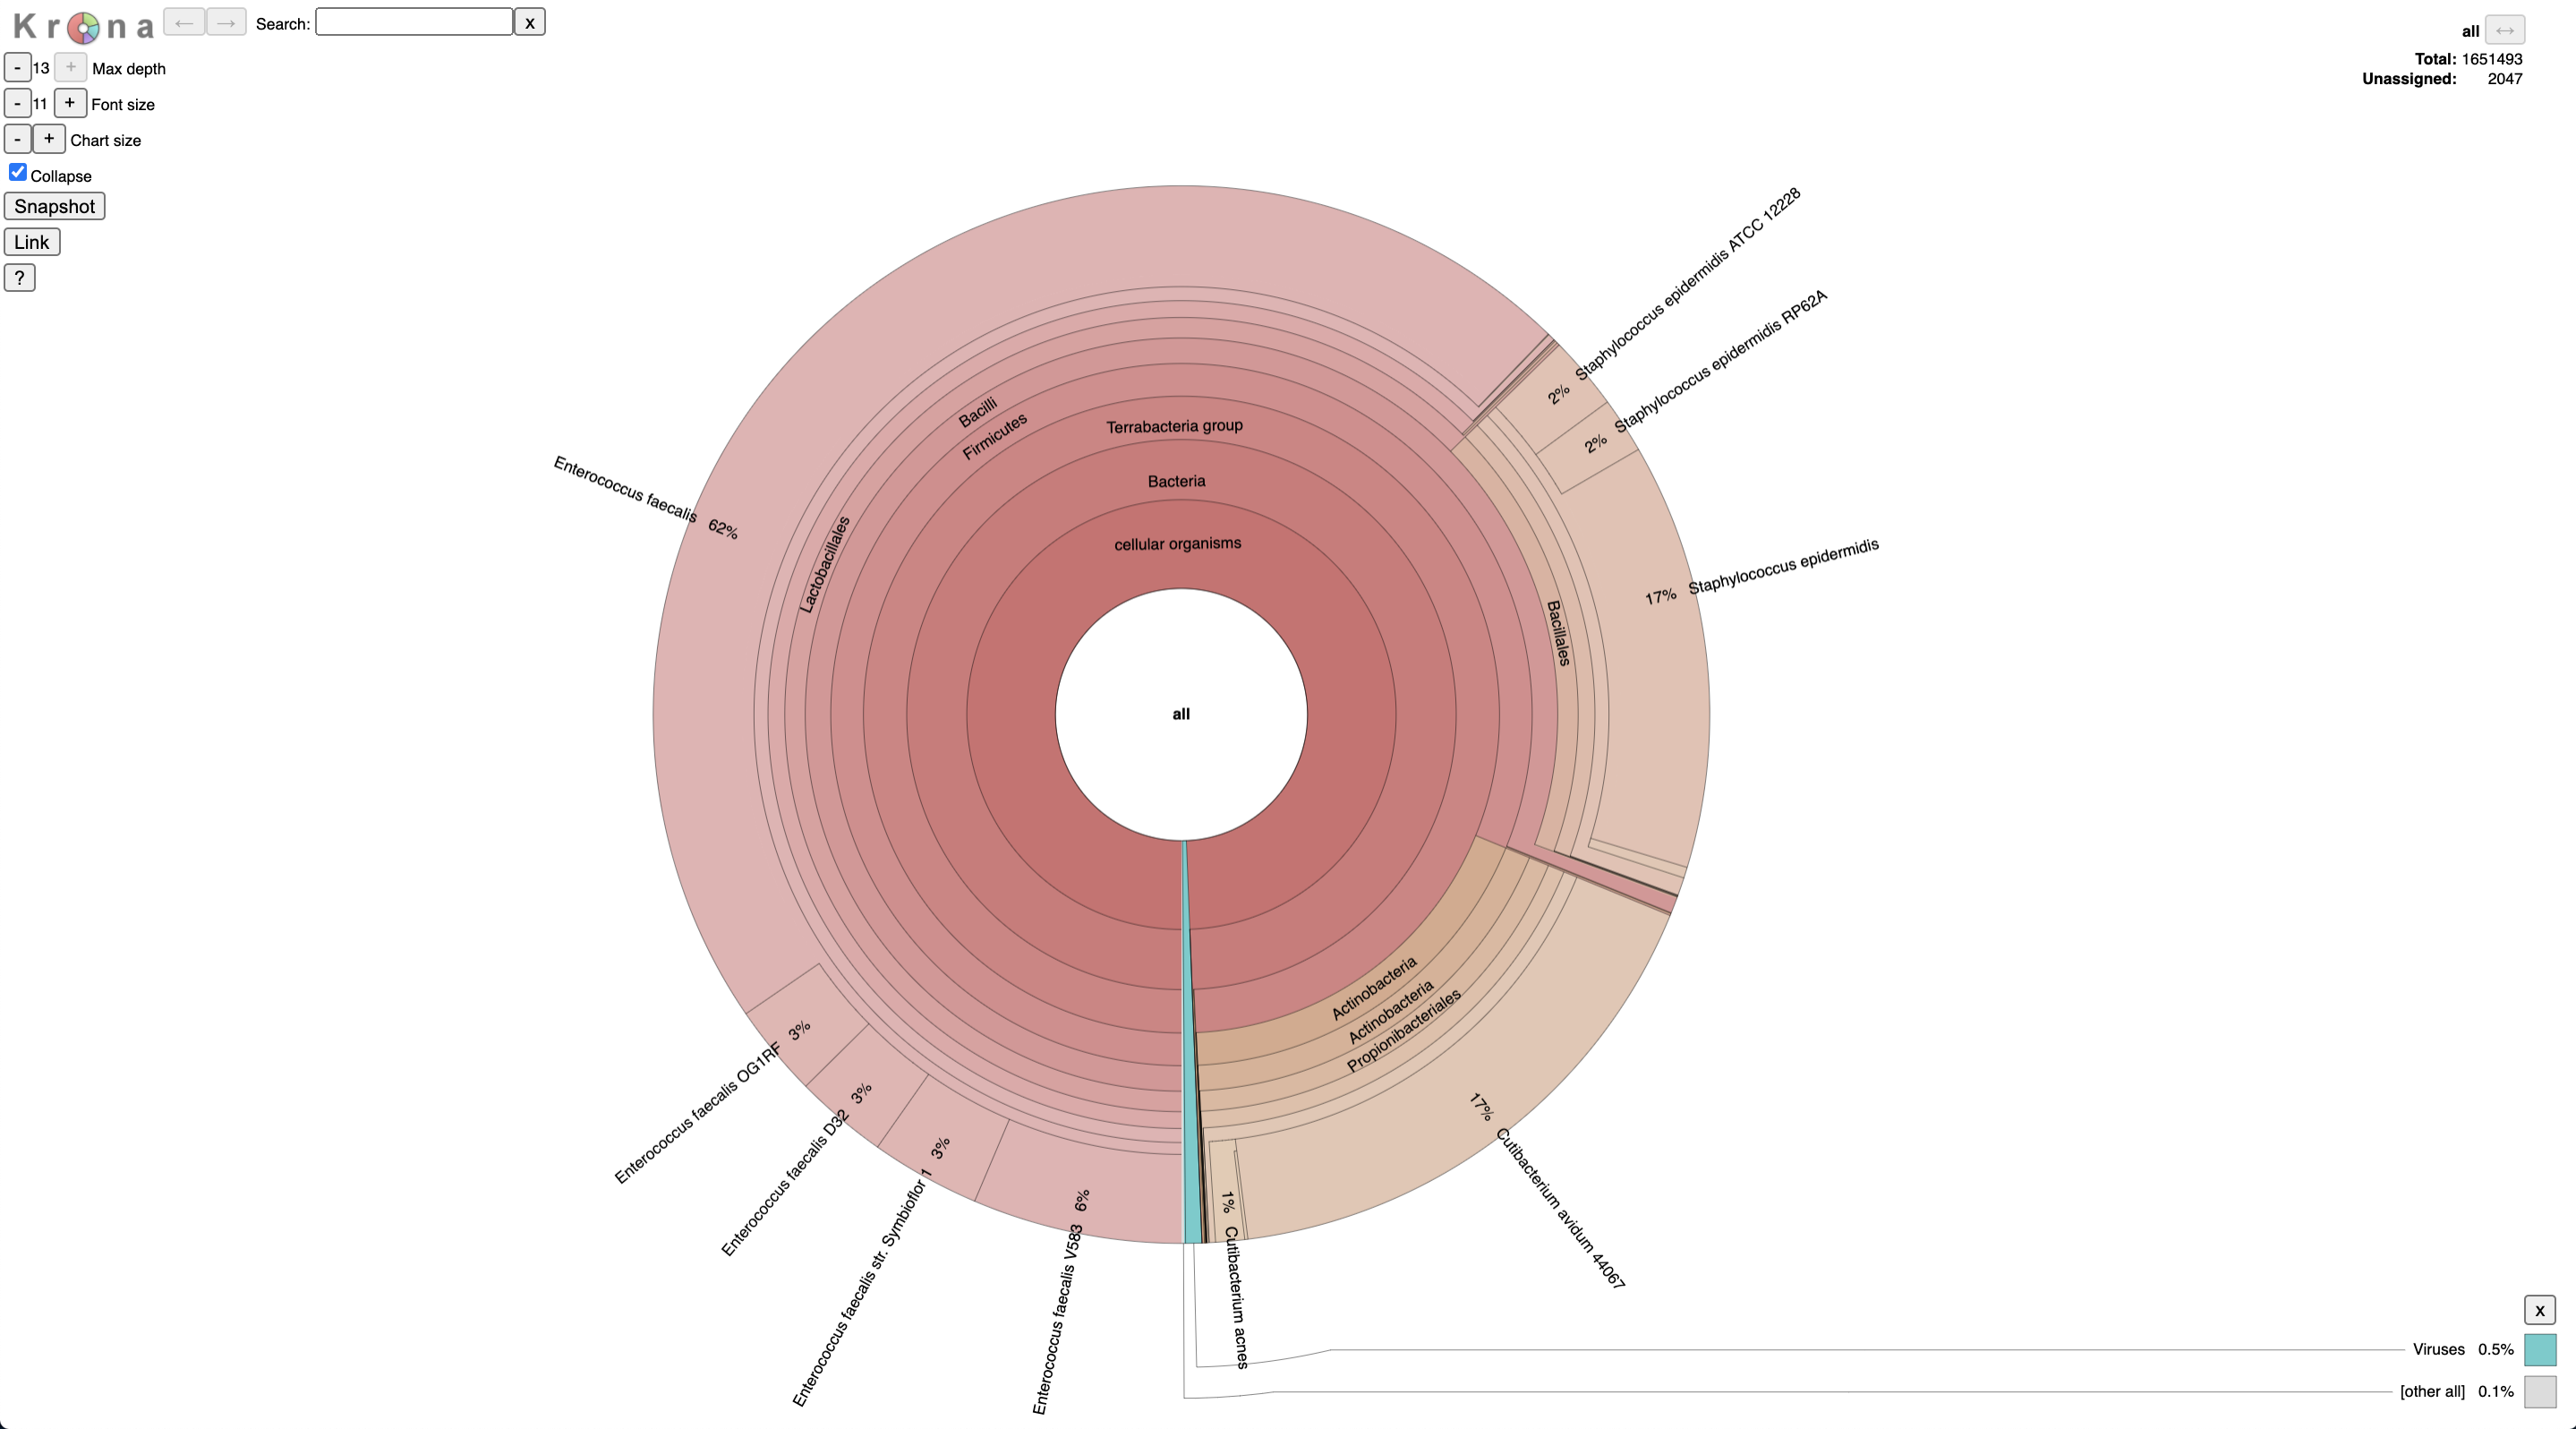 Krona
← → Search: x
- 13 + Max depth
- 11 + Font size
- + Chart size
Collapse
Snapshot
Link
?
all ↔
Total: 1651493
Unassigned: 2047
Staphylococcus epidermidis ATCC 12228 2%
Staphylococcus epidermidis RP62A 2%
17% Staphylococcus epidermidis
Enterococcus faecalis 62%
Bacilli
Firmicutes
Terrabacteria group
Bacteria
cellular organisms
Lactobacillales
Bacillales
all
Actinobacteria
Actinobacteria
Propionibacteriales
17% Cutibacterium avidum 44067
1% Cutibacterium acnes
Enterococcus faecalis OG1RF 3%
Enterococcus faecalis D32 3%
Enterococcus faecalis str. Symbioflor 1 3%
Enterococcus faecalis V583 6%
x
Viruses 0.5%
[other all] 0.1%